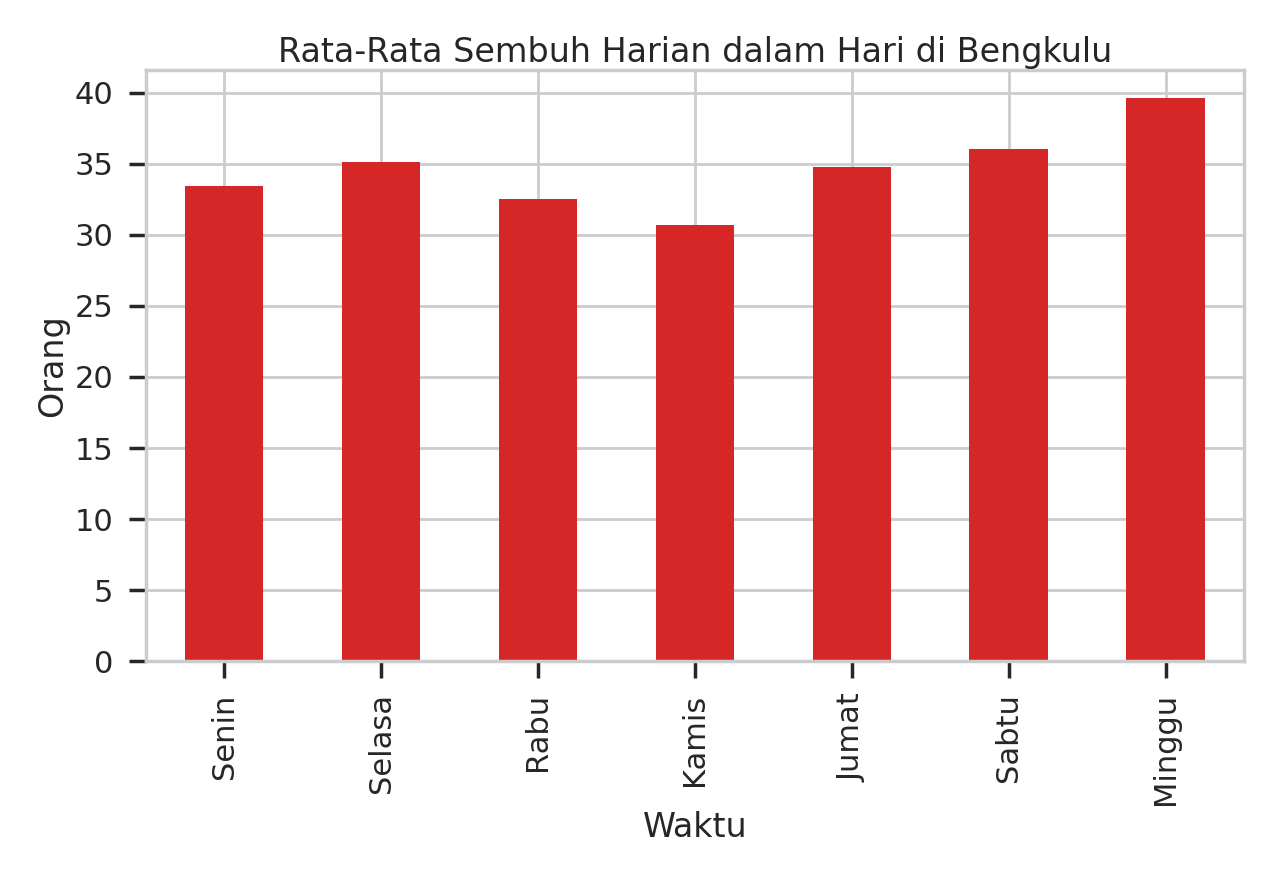 Rata-Rata Sembuh Harian dalam Hari di Bengkulu
40
35
30
25
20
15
10
5
0
Orang
Senin
Selasa
Rabu
Kamis
Jumat
Sabtu
Minggu
Waktu